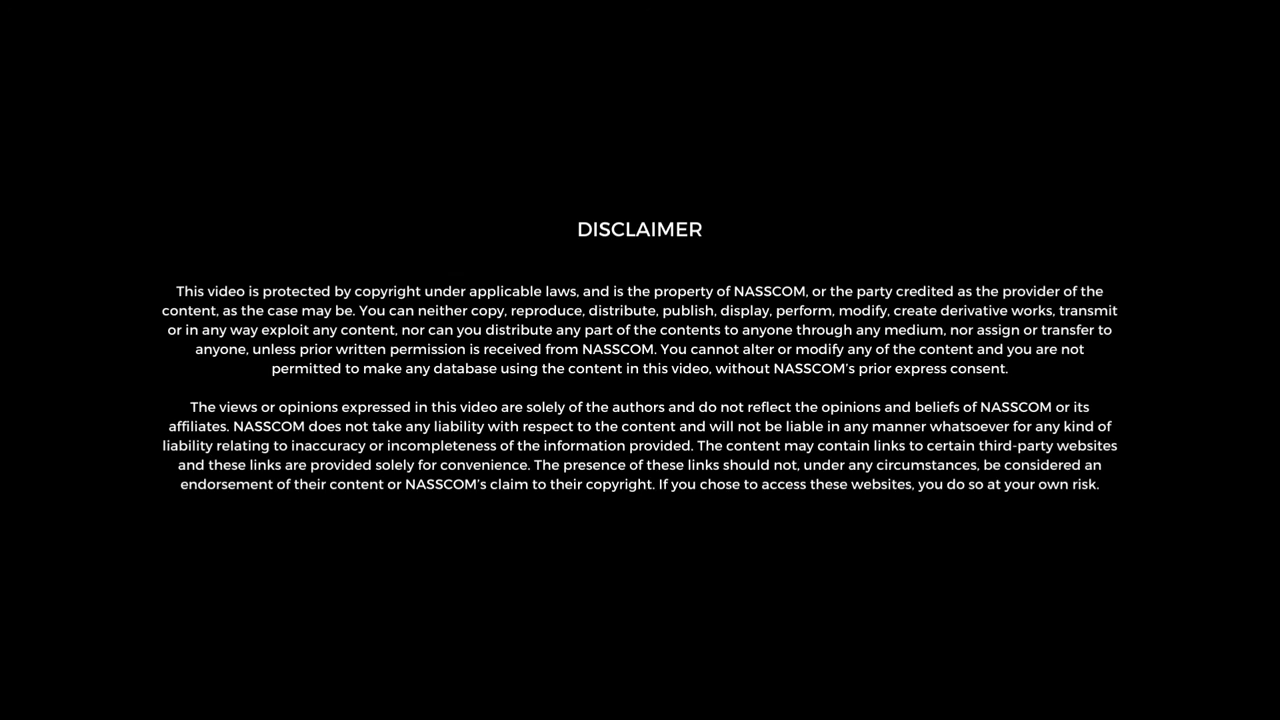 DISCLAIMER
This video is protected by copyright under applicable laws, and is the property of NASSCOM, or the party credited as the provider of the
content, as the case may be. You can neither copy, reproduce, distribute, publish, display, perform, modify, create derivative works, transmit
or in any way exploit any content, nor can you distribute any part of the contents to anyone through any medium, nor assign or transfer to
anyone, unless prior written permission is received from NASSCOM. You cannot alter or modify any of the content and you are not
permitted to make any database using the content in this video, without NASSCOM's prior express consent.
The views or opinions expressed in this video are solely of the authors and do not reflect the opinions and beliefs of NASSCOM or its
affiliates. NASSCOM does not take any liability with respect to the content and will not be liable in any manner whatsoever for any kind of
liability relating to inaccuracy or incompleteness of the information provided. The content may contain links to certain third-party websites
and these links are provided solely for convenience. The presence of these links should not, under any circumstances, be considered an
endorsement of their content or NASSCOM's claim to their copyright. If you chose to access these websites, you do so at your own risk.